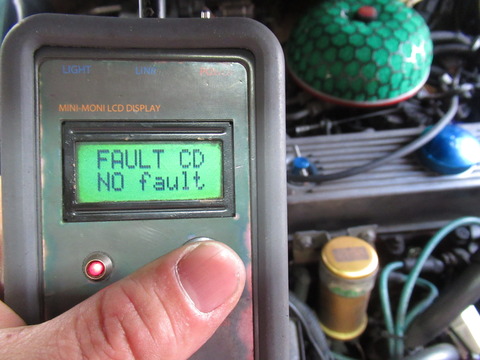 LIGHT LINK
MINI-MONI LCD DISPLAY
FAULT CD
NO fault